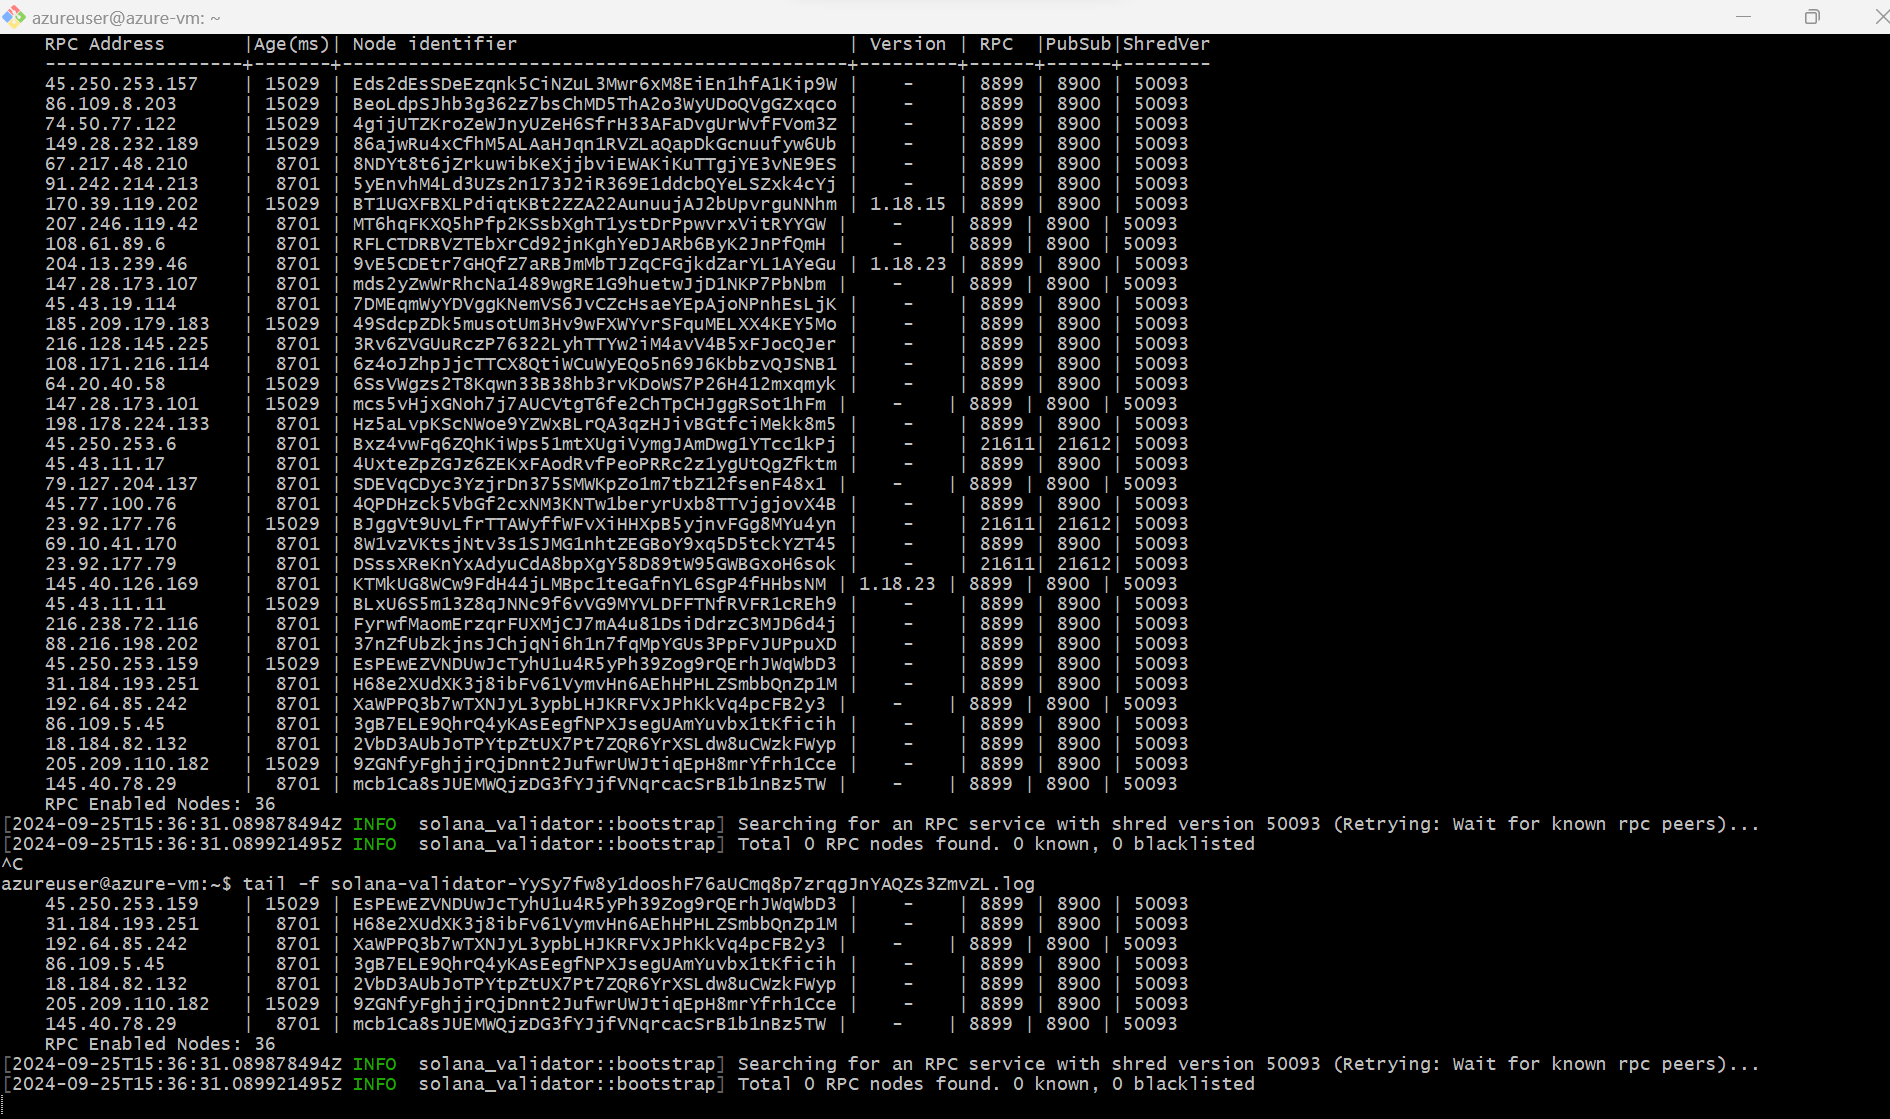 azureuser@azure-vm: ~
RPC Address |Age(ms)| Node identifier | Version | RPC |PubSub|ShredVer
------------------+-------+----------------------------------------------+---------+------+------+--------
45.250.253.157 | 15029 | Eds2dEsSDeEzqnk5CiNZuL3Mwr6xM8EiEn1hfA1Kip9W | - | 8899 | 8900 | 50093
86.109.8.203 | 15029 | BeoLdpSJhb3g362z7bsChMD5ThA2o3WyUDoQVgGZxqco | - | 8899 | 8900 | 50093
74.50.77.122 | 15029 | 4gijUTZKroZeWJnyUZeH6SfrH33AFaDvgUrWvfFVom3Z | - | 8899 | 8900 | 50093
149.28.232.189 | 15029 | 86ajwRu4xCfhM5ALAaHJqn1RVZLaQapDkGcnuufyw6Ub | - | 8899 | 8900 | 50093
67.217.48.210 | 8701 | 8NDYt8t6jZrkuwibKeXjjbviEWAKiKuTTgjYE3vNE9ES | - | 8899 | 8900 | 50093
91.242.214.213 | 8701 | 5yEnvhM4Ld3UZs2n173J2iR369E1ddcbQYeLSZxk4cYj | - | 8899 | 8900 | 50093
170.39.119.202 | 15029 | BT1UGXFBXLPdiqtKBt2ZZA22AunuujAJ2bUpvrguNNhm | 1.18.15 | 8899 | 8900 | 50093
207.246.119.42 | 8701 | MT6hqFKXQ5hPfp2KSsbXghT1ystDrPpwvrxVitRYYGW | - | 8899 | 8900 | 50093
108.61.89.6 | 8701 | RFLCTDRBVZTEbXrCd92jnKghYeDJARb6ByK2JnPfQmH | - | 8899 | 8900 | 50093
204.13.239.46 | 8701 | 9vE5CDEtr7GHQfZ7aRBJmMbTJZqCFGjkdZarYL1AYeGu | 1.18.23 | 8899 | 8900 | 50093
147.28.173.107 | 8701 | mds2yZwWrRhcNa1489wgRE1G9huetwJjD1NKP7PbNbm | - | 8899 | 8900 | 50093
45.43.19.114 | 8701 | 7DMEqmWyYDVggKNemVS6JvCZcHsaeYEpAjoNPnhEsLjK | - | 8899 | 8900 | 50093
185.209.179.183 | 15029 | 49SdcpZDk5musotUm3Hv9wFXWYvrSFquMELXX4KEY5Mo | - | 8899 | 8900 | 50093
216.128.145.225 | 8701 | 3Rv6ZVGUuRczP76322LyhTTYw2iM4avV4B5xFJocQJer | - | 8899 | 8900 | 50093
108.171.216.114 | 8701 | 6z4oJZhpJjcTTCX8QtiWCuWyEQo5n69J6KbbzvQJSNB1 | - | 8899 | 8900 | 50093
64.20.40.58 | 15029 | 6SsVWgzs2T8Kqwn33B38hb3rvKDoWS7P26H412mxqmyk | - | 8899 | 8900 | 50093
147.28.173.101 | 15029 | mcs5vHjxGNoh7j7AUCVtgT6fe2ChTpCHJggRSot1hFm | - | 8899 | 8900 | 50093
198.178.224.133 | 8701 | Hz5aLvpKScNWoe9YZWxBLrQA3qzHJivBGtfciMekk8m5 | - | 8899 | 8900 | 50093
45.250.253.6 | 8701 | Bxz4vwFq6ZQhKiWps51mtXUgiVymgJAmDwg1YTcc1kPj | - | 21611| 21612| 50093
45.43.11.17 | 8701 | 4UxteZpZGJz6ZEKxFAodRvfPeoPRRc2z1ygUtQgZfktm | - | 8899 | 8900 | 50093
79.127.204.137 | 8701 | SDEVqCDyc3YzjrDn375SMWKpZo1m7tbZ12fsenF48x1 | - | 8899 | 8900 | 50093
45.77.100.76 | 8701 | 4QPDHzck5VbGf2cxNM3KNTw1beryrUxb8TTvjgjovX4B | - | 8899 | 8900 | 50093
23.92.177.76 | 15029 | BJggVt9UvLfrTTAWyffWFvXiHHXpB5yjnvFGg8MYu4yn | - | 21611| 21612| 50093
69.10.41.170 | 8701 | 8W1vzVKtsjNtv3s1SJMG1nhtZEGBoY9xq5D5tckYZT45 | - | 8899 | 8900 | 50093
23.92.177.79 | 8701 | DSssXReKnYxAdyuCdA8bpXgY58D89tW95GWBGxoH6sok | - | 21611| 21612| 50093
145.40.126.169 | 8701 | KTMkUG8WCw9FdH44jLMBpc1teGafnYL6SgP4fHHbsNM | 1.18.23 | 8899 | 8900 | 50093
45.43.11.11 | 15029 | BLxU6S5m13Z8qJNNc9f6vVG9MYVLDFFTNfRVFR1cREh9 | - | 8899 | 8900 | 50093
216.238.72.116 | 8701 | FyrwfMaomErzqrFUXMjCJ7mA4u81DsiDdrzC3MJD6d4j | - | 8899 | 8900 | 50093
88.216.198.202 | 8701 | 37nZfUbZkjnsJChjqNi6h1n7fqMpYGUs3PpFvJUPpuXD | - | 8899 | 8900 | 50093
45.250.253.159 | 15029 | EsPEwEZVNDUwJcTyhU1u4R5yPh39Zog9rQErhJWqWbD3 | - | 8899 | 8900 | 50093
31.184.193.251 | 8701 | H68e2XUdXK3j8ibFv61VymvHn6AEhHPHLZSmbbQnZp1M | - | 8899 | 8900 | 50093
192.64.85.242 | 8701 | XaWPPQ3b7wTXNJyL3ypbLHJKRFVxJPhKkVq4pcFB2y3 | - | 8899 | 8900 | 50093
86.109.5.45 | 8701 | 3gB7ELE9QhrQ4yKAsEegfNPXJsegUAmYuvbx1tKficih | - | 8899 | 8900 | 50093
18.184.82.132 | 8701 | 2VbD3AUbJoTPYtpZtUX7Pt7ZQR6YrXSLdw8uCWzkFWyp | - | 8899 | 8900 | 50093
205.209.110.182 | 15029 | 9ZGNfyFghjjrQjDnnt2JufwrUWJtiqEpH8mrYfrh1Cce | - | 8899 | 8900 | 50093
145.40.78.29 | 8701 | mcb1Ca8sJUEMWQjzDG3fYJjfVNqrcacSrB1b1nBz5TW | - | 8899 | 8900 | 50093
RPC Enabled Nodes: 36
[2024-09-25T15:36:31.089878494Z INFO solana_validator::bootstrap] Searching for an RPC service with shred version 50093 (Retrying: Wait for known rpc peers)...
[2024-09-25T15:36:31.089921495Z INFO solana_validator::bootstrap] Total 0 RPC nodes found. 0 known, 0 blacklisted
^C
azureuser@azure-vm:~$ tail -f solana-validator-YySy7fw8y1dooshF76aUCmq8p7zrqgJnYAQZs3ZmvZL.log
45.250.253.159 | 15029 | EsPEwEZVNDUwJcTyhU1u4R5yPh39Zog9rQErhJWqWbD3 | - | 8899 | 8900 | 50093
31.184.193.251 | 8701 | H68e2XUdXK3j8ibFv61VymvHn6AEhHPHLZSmbbQnZp1M | - | 8899 | 8900 | 50093
192.64.85.242 | 8701 | XaWPPQ3b7wTXNJyL3ypbLHJKRFVxJPhKkVq4pcFB2y3 | - | 8899 | 8900 | 50093
86.109.5.45 | 8701 | 3gB7ELE9QhrQ4yKAsEegfNPXJsegUAmYuvbx1tKficih | - | 8899 | 8900 | 50093
18.184.82.132 | 8701 | 2VbD3AUbJoTPYtpZtUX7Pt7ZQR6YrXSLdw8uCWzkFWyp | - | 8899 | 8900 | 50093
205.209.110.182 | 15029 | 9ZGNfyFghjjrQjDnnt2JufwrUWJtiqEpH8mrYfrh1Cce | - | 8899 | 8900 | 50093
145.40.78.29 | 8701 | mcb1Ca8sJUEMWQjzDG3fYJjfVNqrcacSrB1b1nBz5TW | - | 8899 | 8900 | 50093
RPC Enabled Nodes: 36
[2024-09-25T15:36:31.089878494Z INFO solana_validator::bootstrap] Searching for an RPC service with shred version 50093 (Retrying: Wait for known rpc peers)...
[2024-09-25T15:36:31.089921495Z INFO solana_validator::bootstrap] Total 0 RPC nodes found. 0 known, 0 blacklisted